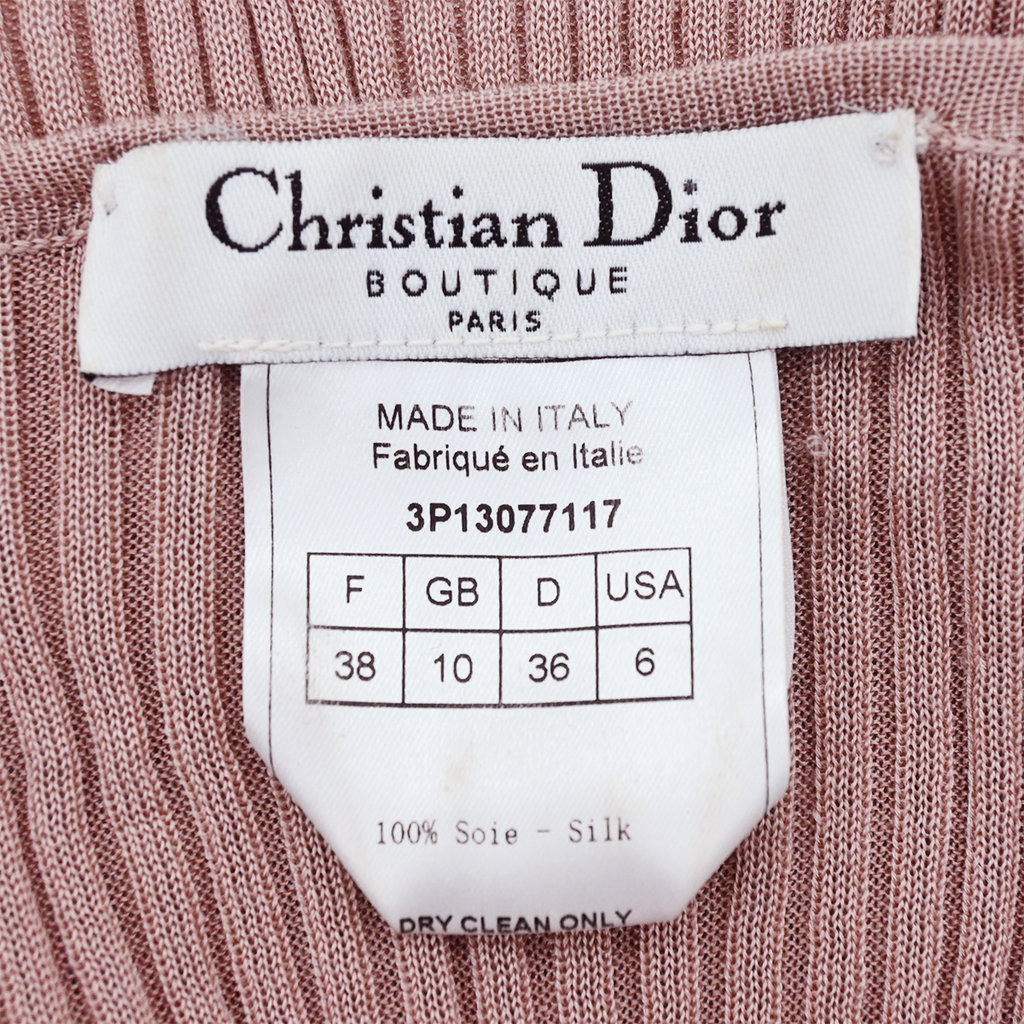 Christian Dior
BOUTIQUE
PARIS
MADE IN ITALY
Fabriqué en Italie
3P13077117
F GB D USA
38 10 36 6
100% Soie - Silk
DRY CLEAN ONLY